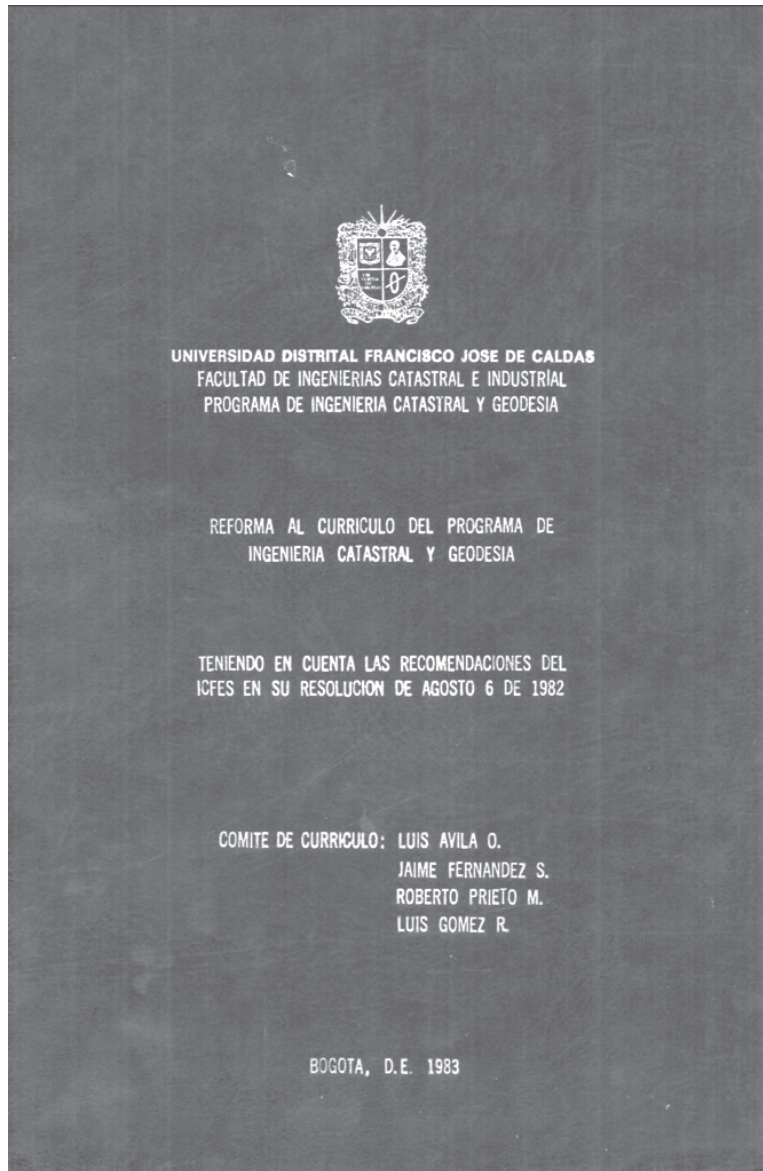 UNIVERSIDAD DISTRITAL FRANCISCO JOSE DE CALDAS
FACULTAD DE INGENIERIAS CATASTRAL E INDUSTRIAL
PROGRAMA DE INGENIERIA CATASTRAL Y GEODESIA
REFORMA AL CURRICULO DEL PROGRAMA DE
INGENIERIA CATASTRAL Y GEODESIA
TENIENDO EN CUENTA LAS RECOMENDACIONES DEL
ICFES EN SU RESOLUCION DE AGOSTO 6 DE 1982
COMITE DE CURRICULO: LUIS AVILA O.
JAIME FERNANDEZ S.
ROBERTO PRIETO M.
LUIS GOMEZ R.
BOGOTA, D.E. 1983